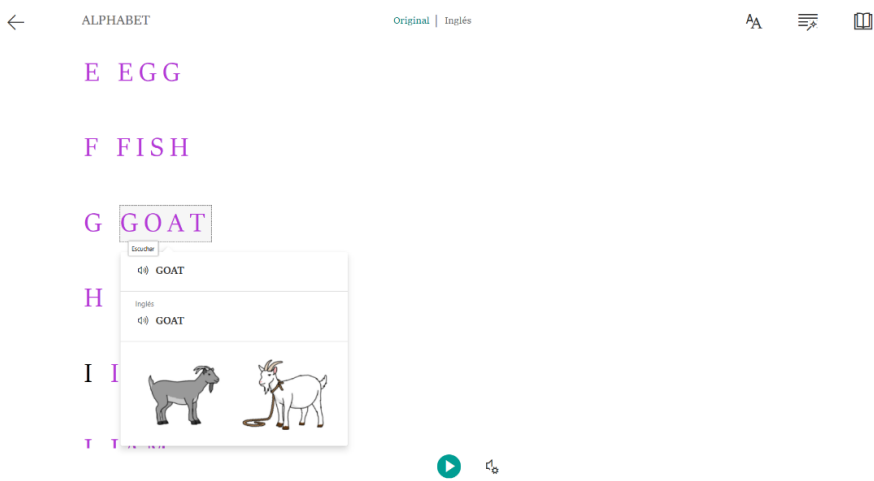 ALPHABET
Original | Inglés
E EGG
F FISH
G GOAT
Escuchar
GOAT
Inglés
GOAT
H
I